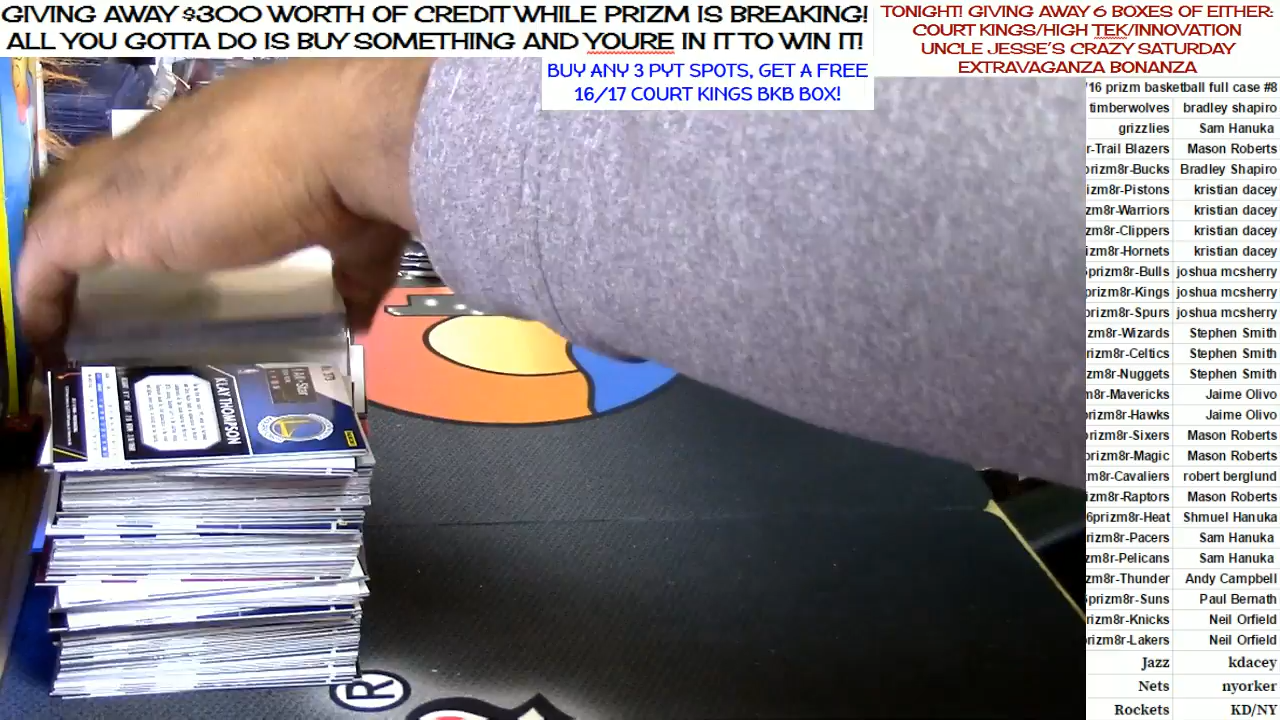 GIVING AWAY $300 WORTH OF CREDIT WHILE PRIZM IS BREAKING!
ALL YOU GOTTA DO IS BUY SOMETHING AND YOURE IN IT TO WIN IT!
BUY ANY 3 PYT SPOTS, GET A FREE
16/17 COURT KINGS BKB BOX!
TONIGHT! GIVING AWAY 6 BOXES OF EITHER:
COURT KINGS/HIGH TEK/INNOVATION
UNCLE JESSE'S CRAZY SATURDAY
EXTRAVAGANZA BONANZA
/16 prizm basketball full case #8
timberwolves bradley shapiro
grizzlies Sam Hanuka
r-Trail Blazers Mason Roberts
prizm8r-Bucks Bradley Shapiro
prizm8r-Pistons kristian dacey
zm8r-Warriors kristian dacey
zm8r-Clippers kristian dacey
zm8r-Hornets kristian dacey
prizm8r-Bulls joshua mcsherry
prizm8r-Kings joshua mcsherry
prizm8r-Spurs joshua mcsherry
izm8r-Wizards Stephen Smith
zm8r-Celtics Stephen Smith
zm8r-Nuggets Stephen Smith
m8r-Mavericks Jaime Olivo
prizm8r-Hawks Jaime Olivo
prizm8r-Sixers Mason Roberts
prizm8r-Magic Mason Roberts
m8r-Cavaliers robert berglund
izm8r-Raptors Mason Roberts
6prizm8r-Heat Shmuel Hanuka
prizm8r-Pacers Sam Hanuka
zm8r-Pelicans Sam Hanuka
zm8r-Thunder Andy Campbell
prizm8r-Suns Paul Bernath
rizm8r-Knicks Neil Orfield
rizm8r-Lakers Neil Orfield
Jazz kdacey
Nets nyorker
Rockets KD/NY
KLAY THOMPSON
All-Star
®